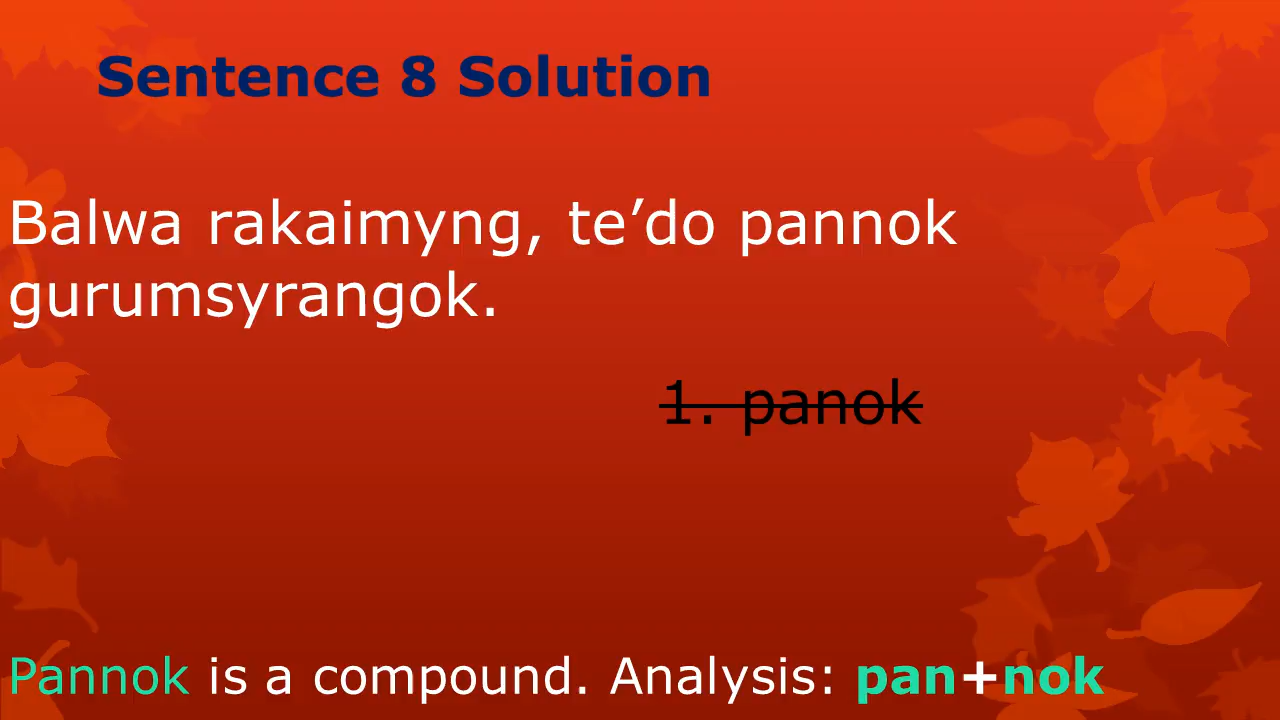 Sentence 8 Solution
Balwa rakaimyng, te’do pannok
gurumsyrangok.
1. panok
Pannok is a compound. Analysis: pan+nok